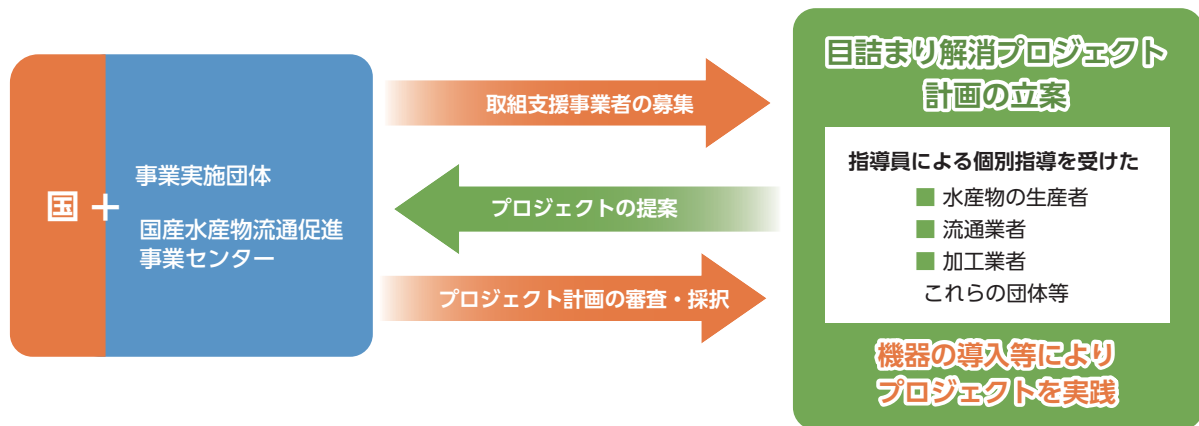 国+
事業実施団体
国産水産物流通促進
事業センター
取組支援事業者の募集
プロジェクトの提案
プロジェクト計画の審査・採択
目詰まり解消プロジェクト
計画の立案
指導員による個別指導を受けた
■ 水産物の生産者
■ 流通業者
■ 加工業者
これらの団体等
機器の導入等により
プロジェクトを実践